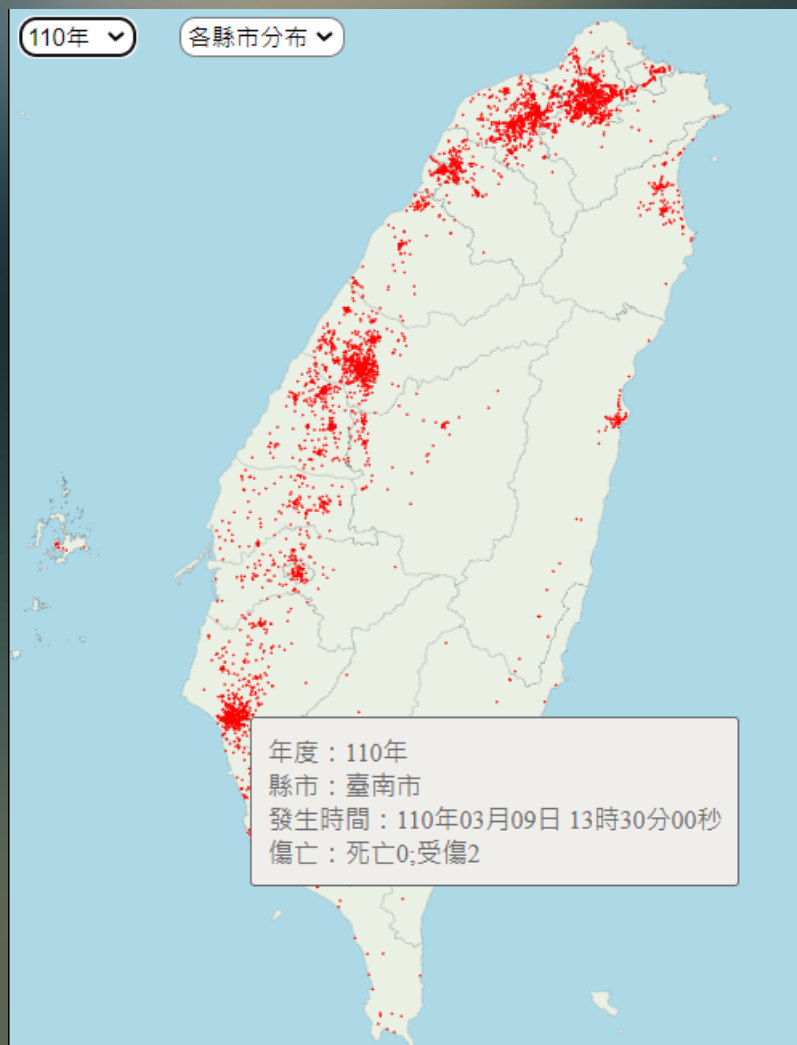 110年
各縣市分布
年度：110年
縣市：臺南市
發生時間：110年03月09日 13時30分00秒
傷亡：死亡0;受傷2